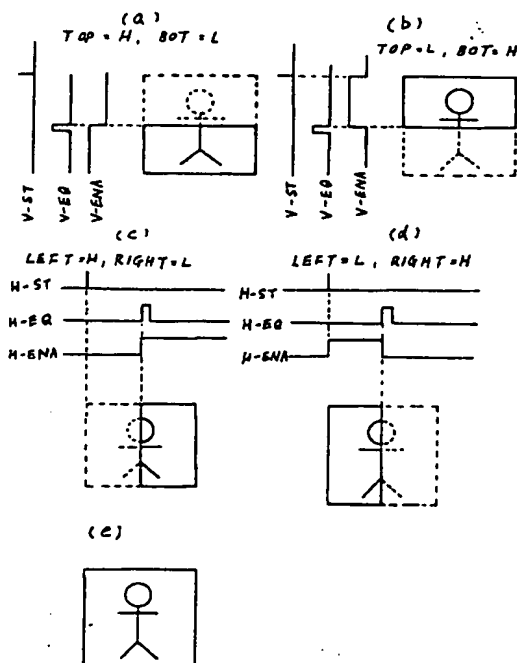 (a)
TOP = H, BOT = L
V-ST
V-EQ
V-ENA
(b)
TOP = L, BOT = H
V-ST
V-EQ
V-ENA
(c)
LEFT = H, RIGHT = L
H-ST
H-EQ
H-ENA
(d)
LEFT = L, RIGHT = H
H-ST
H-EQ
H-ENA
(e)